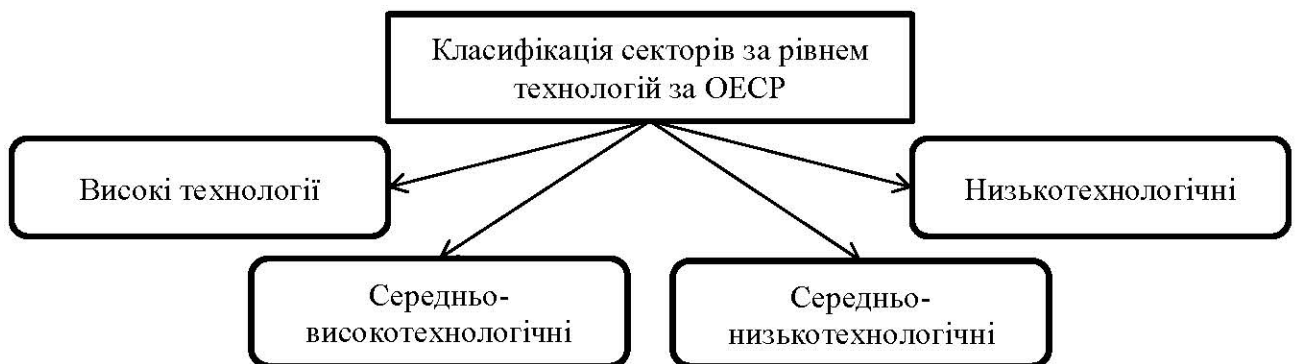 Класифікація секторів за рівнем
технологій за ОЕСР
Високі технології
Низькотехнологічні
Середньо-
високотехнологічні
Середньо-
низькотехнологічні